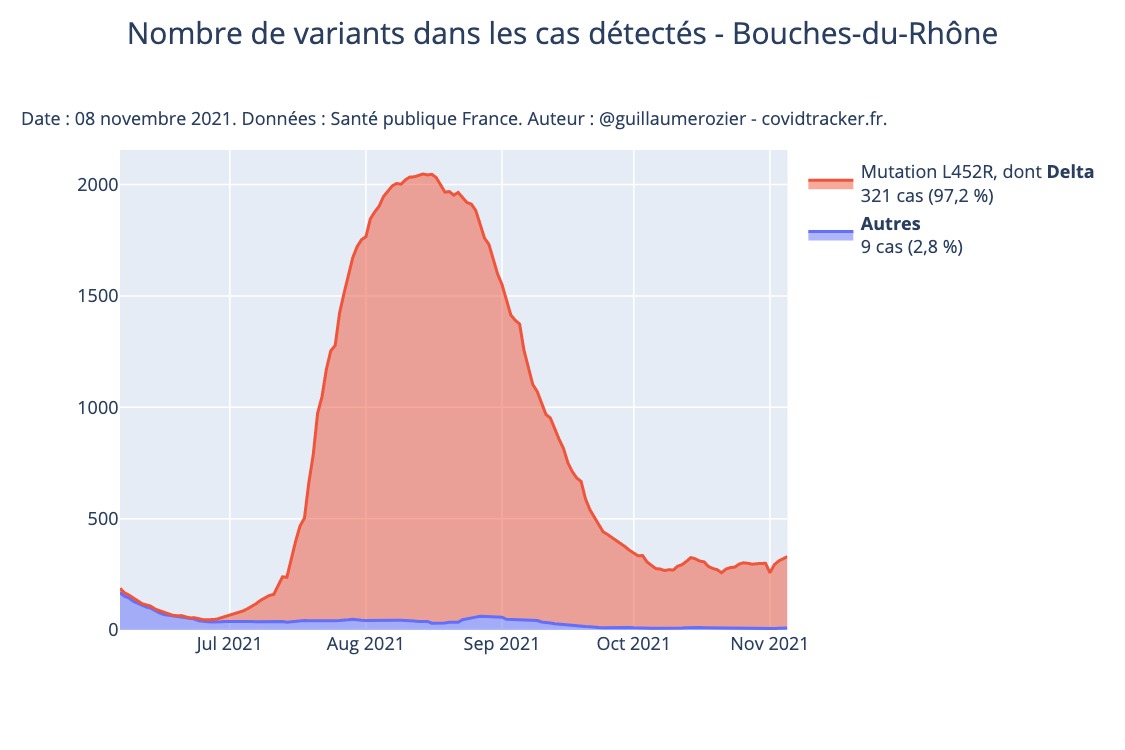 Nombre de variants dans les cas détectés - Bouches-du-Rhône
Date : 08 novembre 2021. Données : Santé publique France. Auteur : @guillaumerozier - covidtracker.fr.
Mutation L452R, dont Delta
321 cas (97,2 %)
Autres
9 cas (2,8 %)
2000
1500
1000
500
0
Jul 2021
Aug 2021
Sep 2021
Oct 2021
Nov 2021